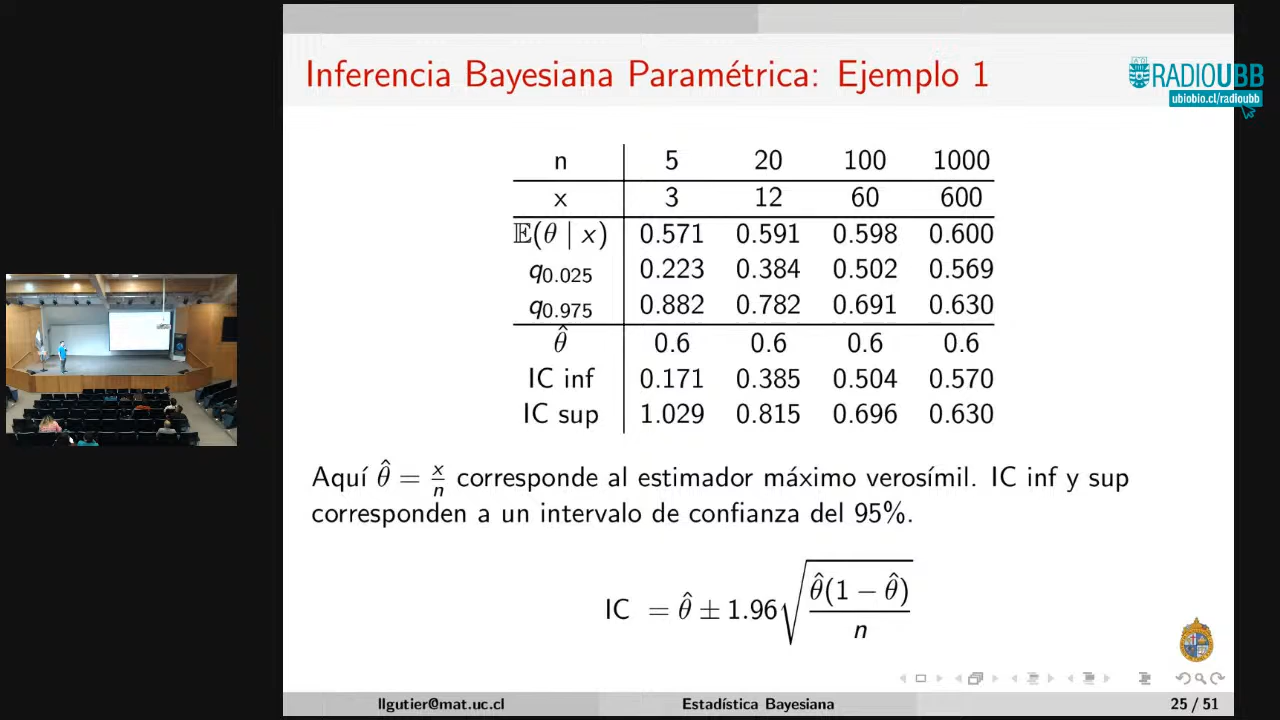 Inferencia Bayesiana Paramétrica: Ejemplo 1
RADIOUBB
ubiobio.cl/radioubb
n 5 20 100 1000
x 3 12 60 600
𝔼(θ | x) 0.571 0.591 0.598 0.600
q0.025 0.223 0.384 0.502 0.569
q0.975 0.882 0.782 0.691 0.630
θ̂ 0.6 0.6 0.6 0.6
IC inf 0.171 0.385 0.504 0.570
IC sup 1.029 0.815 0.696 0.630
Aquí θ̂ = x/n corresponde al estimador máximo verosímil. IC inf y sup
corresponden a un intervalo de confianza del 95%.
IC = θ̂ ± 1.96√(θ̂(1 − θ̂)/n)
llgutier@mat.uc.cl Estadística Bayesiana 25 / 51